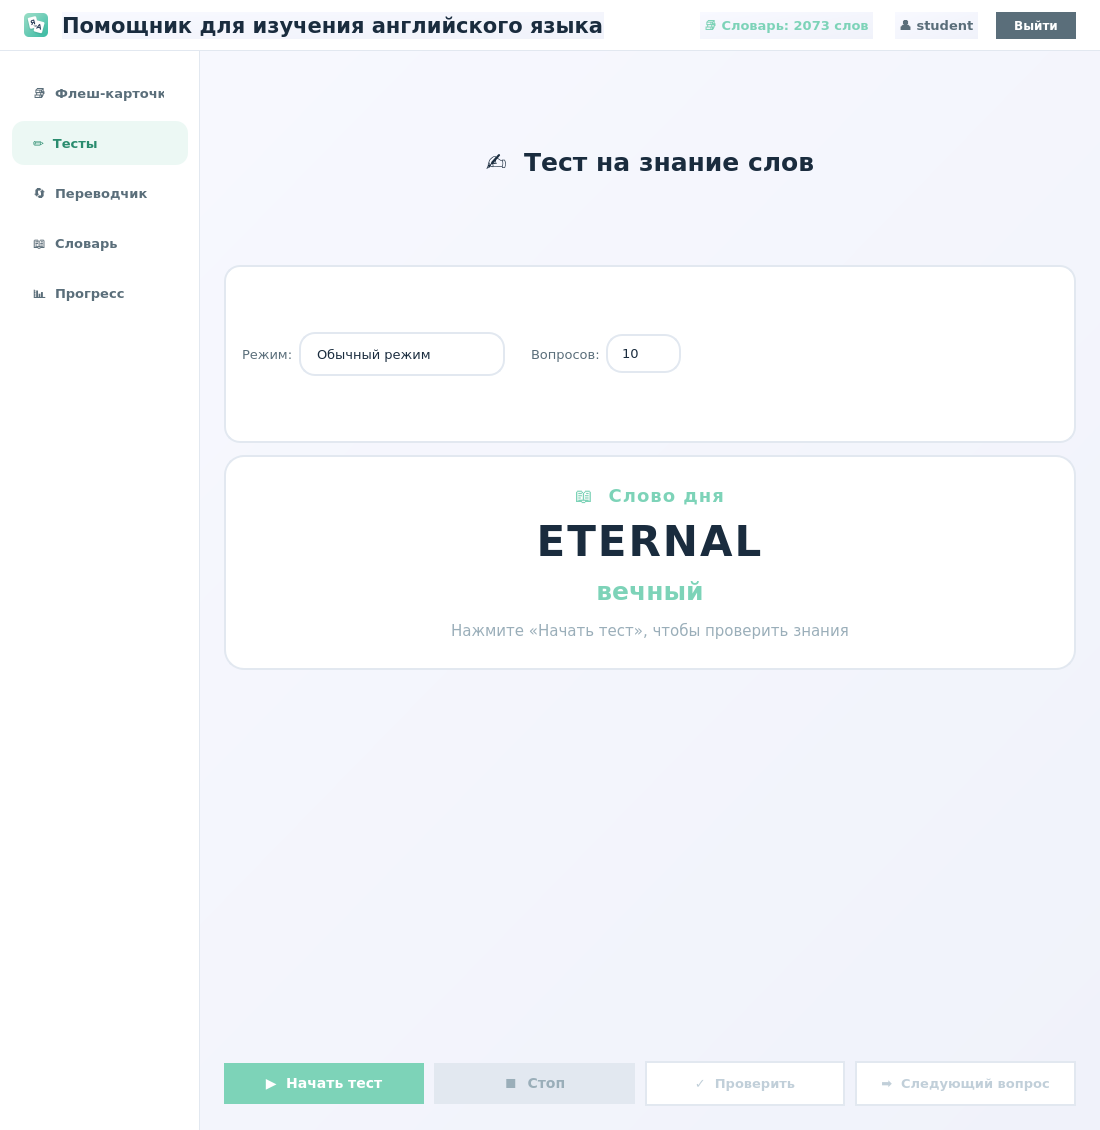 Помощник для изучения английского языка
Словарь: 2073 слов
student
Выйти
Флеш-карточк
Тесты
Переводчик
Словарь
Прогресс
Тест на знание слов
Режим: Обычный режим Вопросов: 10
Слово дня
ETERNAL
вечный
Нажмите «Начать тест», чтобы проверить знания
Начать тест
Стоп
Проверить
Следующий вопрос